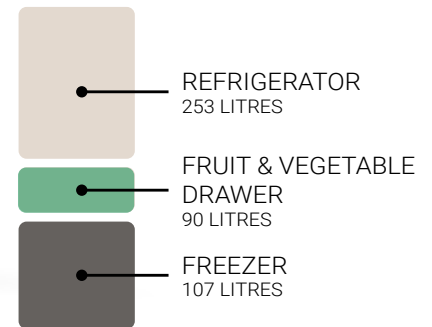 REFRIGERATOR
253 LITRES
FRUIT & VEGETABLE
DRAWER
90 LITRES
FREEZER
107 LITRES